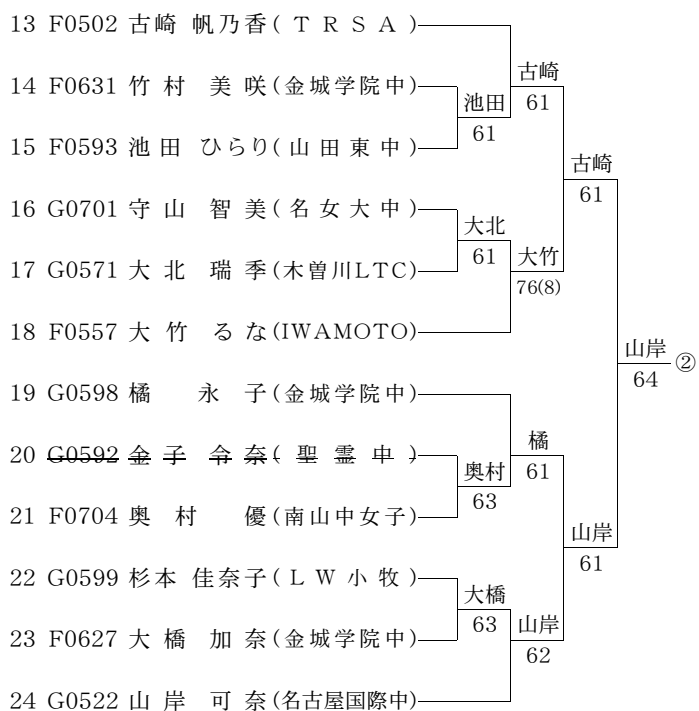 13 F0502 古崎 帆乃香(TRSA)
14 F0631 竹村 美咲(金城学院中)
15 F0593 池田 ひらり(山田東中)
16 G0701 守山 智美(名女大中)
17 G0571 大北 瑞季(木曽川LTC)
18 F0557 大竹 るな(IWAMOTO)
19 G0598 橘 永子(金城学院中)
20 G0592 金子 令奈(聖霊中)
21 F0704 奥村 優(南山中女子)
22 G0599 杉本 佳奈子(LW小牧)
23 F0627 大橋 加奈(金城学院中)
24 G0522 山岸 可奈(名古屋国際中)
池田
61
大北
61
奥村
63
大橋
63
古崎
61
大竹
76(8)
橘
61
山岸
62
古崎
61
山岸
61
山岸
64
②